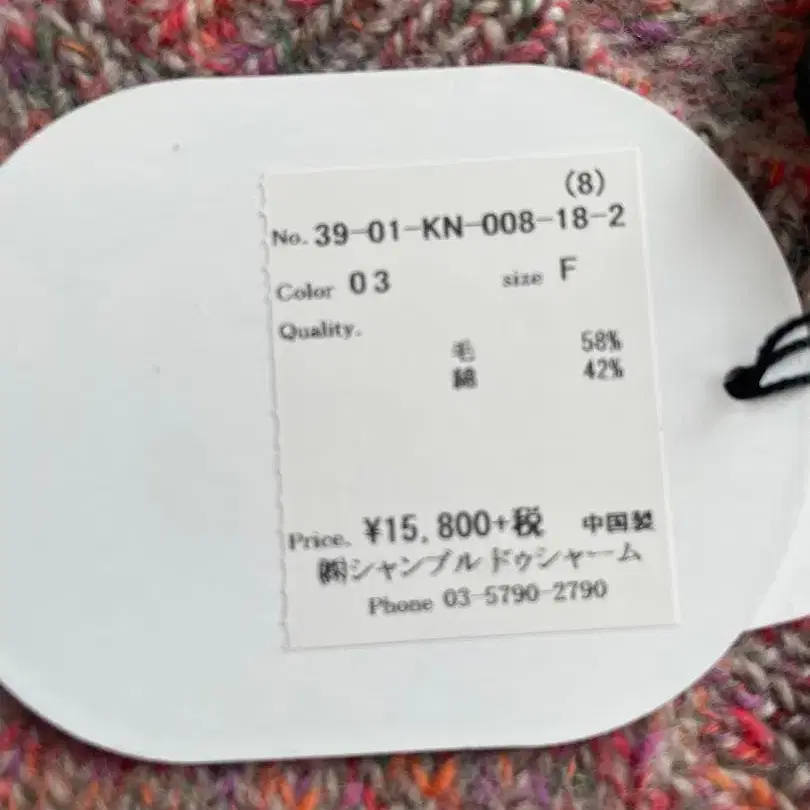 (8)
No. 39-01-KN-008-18-2
Color 03 size F
Quality.
毛 58%
綿 42%
Price. ¥15,800+税 中国製
㈱シャンブルドゥシャーム
Phone 03-5790-2790